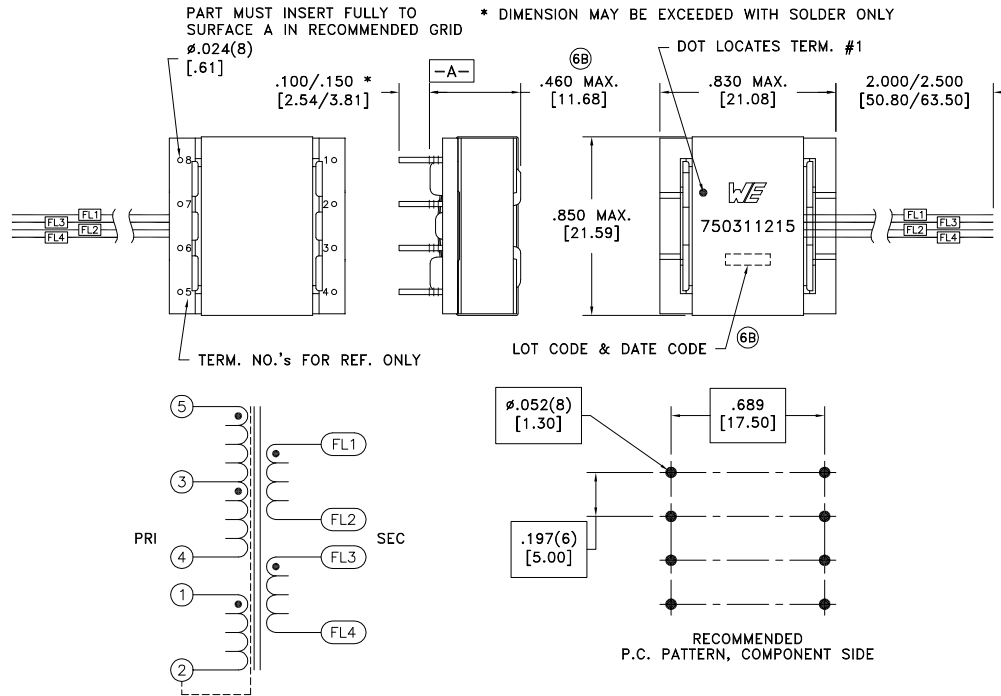 PART MUST INSERT FULLY TO
SURFACE A IN RECOMMENDED GRID
* DIMENSION MAY BE EXCEEDED WITH SOLDER ONLY
ø.024(8)
[.61]
.100/.150 *
[2.54/3.81]
-A-
6B
.460 MAX.
[11.68]
DOT LOCATES TERM. #1
.830 MAX.
[21.08]
2.000/2.500
[50.80/63.50]
8
7
6
5
1
2
3
4
FL1
FL3
FL2
FL4
.850 MAX.
[21.59]
WE
750311215
FL1
FL3
FL2
FL4
TERM. NO.'s FOR REF. ONLY
LOT CODE & DATE CODE
6B
5
3
PRI
4
1
2
FL1
FL2
SEC
FL3
FL4
ø.052(8)
[1.30]
.689
[17.50]
.197(6)
[5.00]
RECOMMENDED
P.C. PATTERN, COMPONENT SIDE